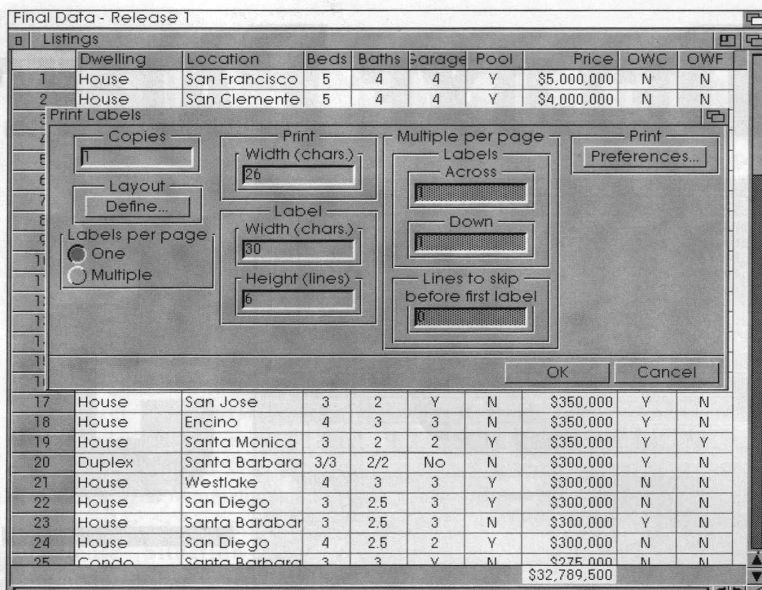 Final Data - Release 1
Listings
Dwelling Location Beds Baths Garage Pool Price OWC OWF
1 House San Francisco 5 4 4 Y $5,000,000 N N
2 House San Clemente 5 4 4 Y $4,000,000 N N
Print Labels
Copies
1
Layout
Define...
Labels per page
One
Multiple
Print
Width (chars.)
26
Label
Width (chars.)
30
Height (lines)
6
Multiple per page
Labels
Across
1
Down
1
Lines to skip
before first label
0
Print
Preferences...
OK Cancel
17 House San Jose 3 2 Y N $350,000 Y N
18 House Encino 4 3 3 N $350,000 Y N
19 House Santa Monica 3 2 2 Y $350,000 Y Y
20 Duplex Santa Barbara 3/3 2/2 No N $300,000 Y N
21 House Westlake 4 3 3 Y $300,000 N N
22 House San Diego 3 2.5 3 Y $300,000 N N
23 House Santa Barabar 3 2.5 3 N $300,000 Y N
24 House San Diego 4 2.5 2 Y $300,000 N N
25 Condo Santa Barbara 3 3 Y N $275,000 N N
$32,789,500